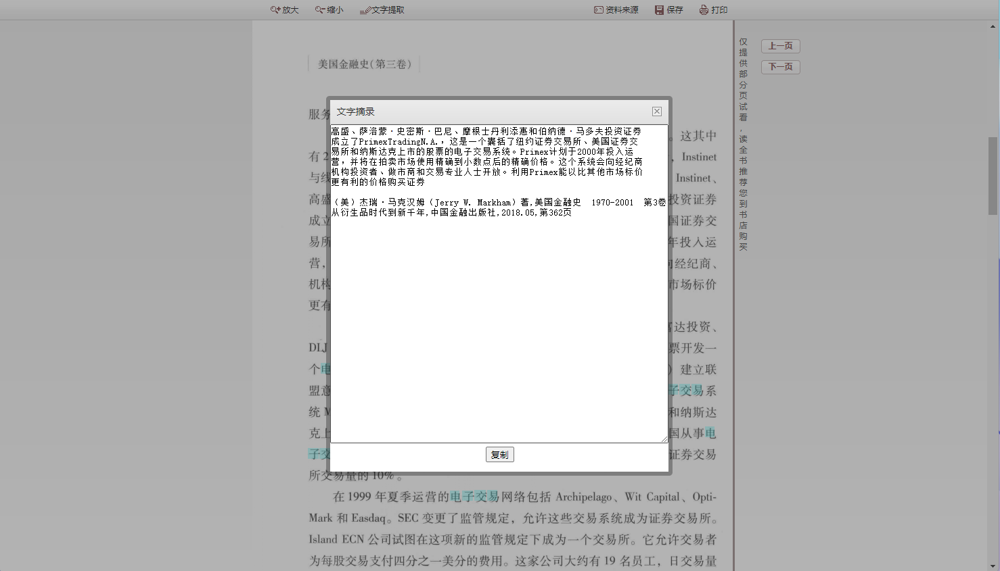 放大 缩小 文字提取 资料来源 保存 打印
美国金融史(第三卷)
上一页
下一页
仅提供部分页试看，读全书推荐您到书店购买
服务
。这其中
有 2
，Instinet
与线
Instinet、
高盛
投资证券
成立
国证券交
易所
年投入运
营，
向经纪商、
机构
市场标价
更有
文字摘录
高盛、萨洛蒙·史密斯·巴尼、摩根士丹利添惠和伯纳德·马多夫投资证券
成立了PrimexTradingN.A.，这是一个囊括了纽约证券交易所、美国证券交
易所和纳斯达克上市的股票的电子交易系统。Primex计划于2000年投入运
营，并将在拍卖市场使用精确到小数点后的精确价格。这个系统会向经纪商
机构投资者、做市商和交易专业人士开放。利用Primex能以比其他市场标价
更有利的价格购买证券
（美）杰瑞·马克汉姆（Jerry W. Markham）著,美国金融史 1970-2001 第3卷
从衍生品时代到新千年,中国金融出版社,2018.05,第362页
复制
富达投资、
DLJ
票开发一
个电
）建立联
盟意
子交易系
统 M
和纳斯达
克上
国从事电
子交
证券交易
所交易量的 10%。
在 1999 年夏季运营的电子交易网络包括 Archipelago、Wit Capital、Opti-
Mark 和 Easdaq。SEC 变更了监管规定，允许这些交易系统成为证券交易所。
Island ECN 公司试图在这项新的监管规定下成为一个交易所。它允许交易者
为每股交易支付四分之一美分的费用。这家公司大约有 19 名员工，日交易量